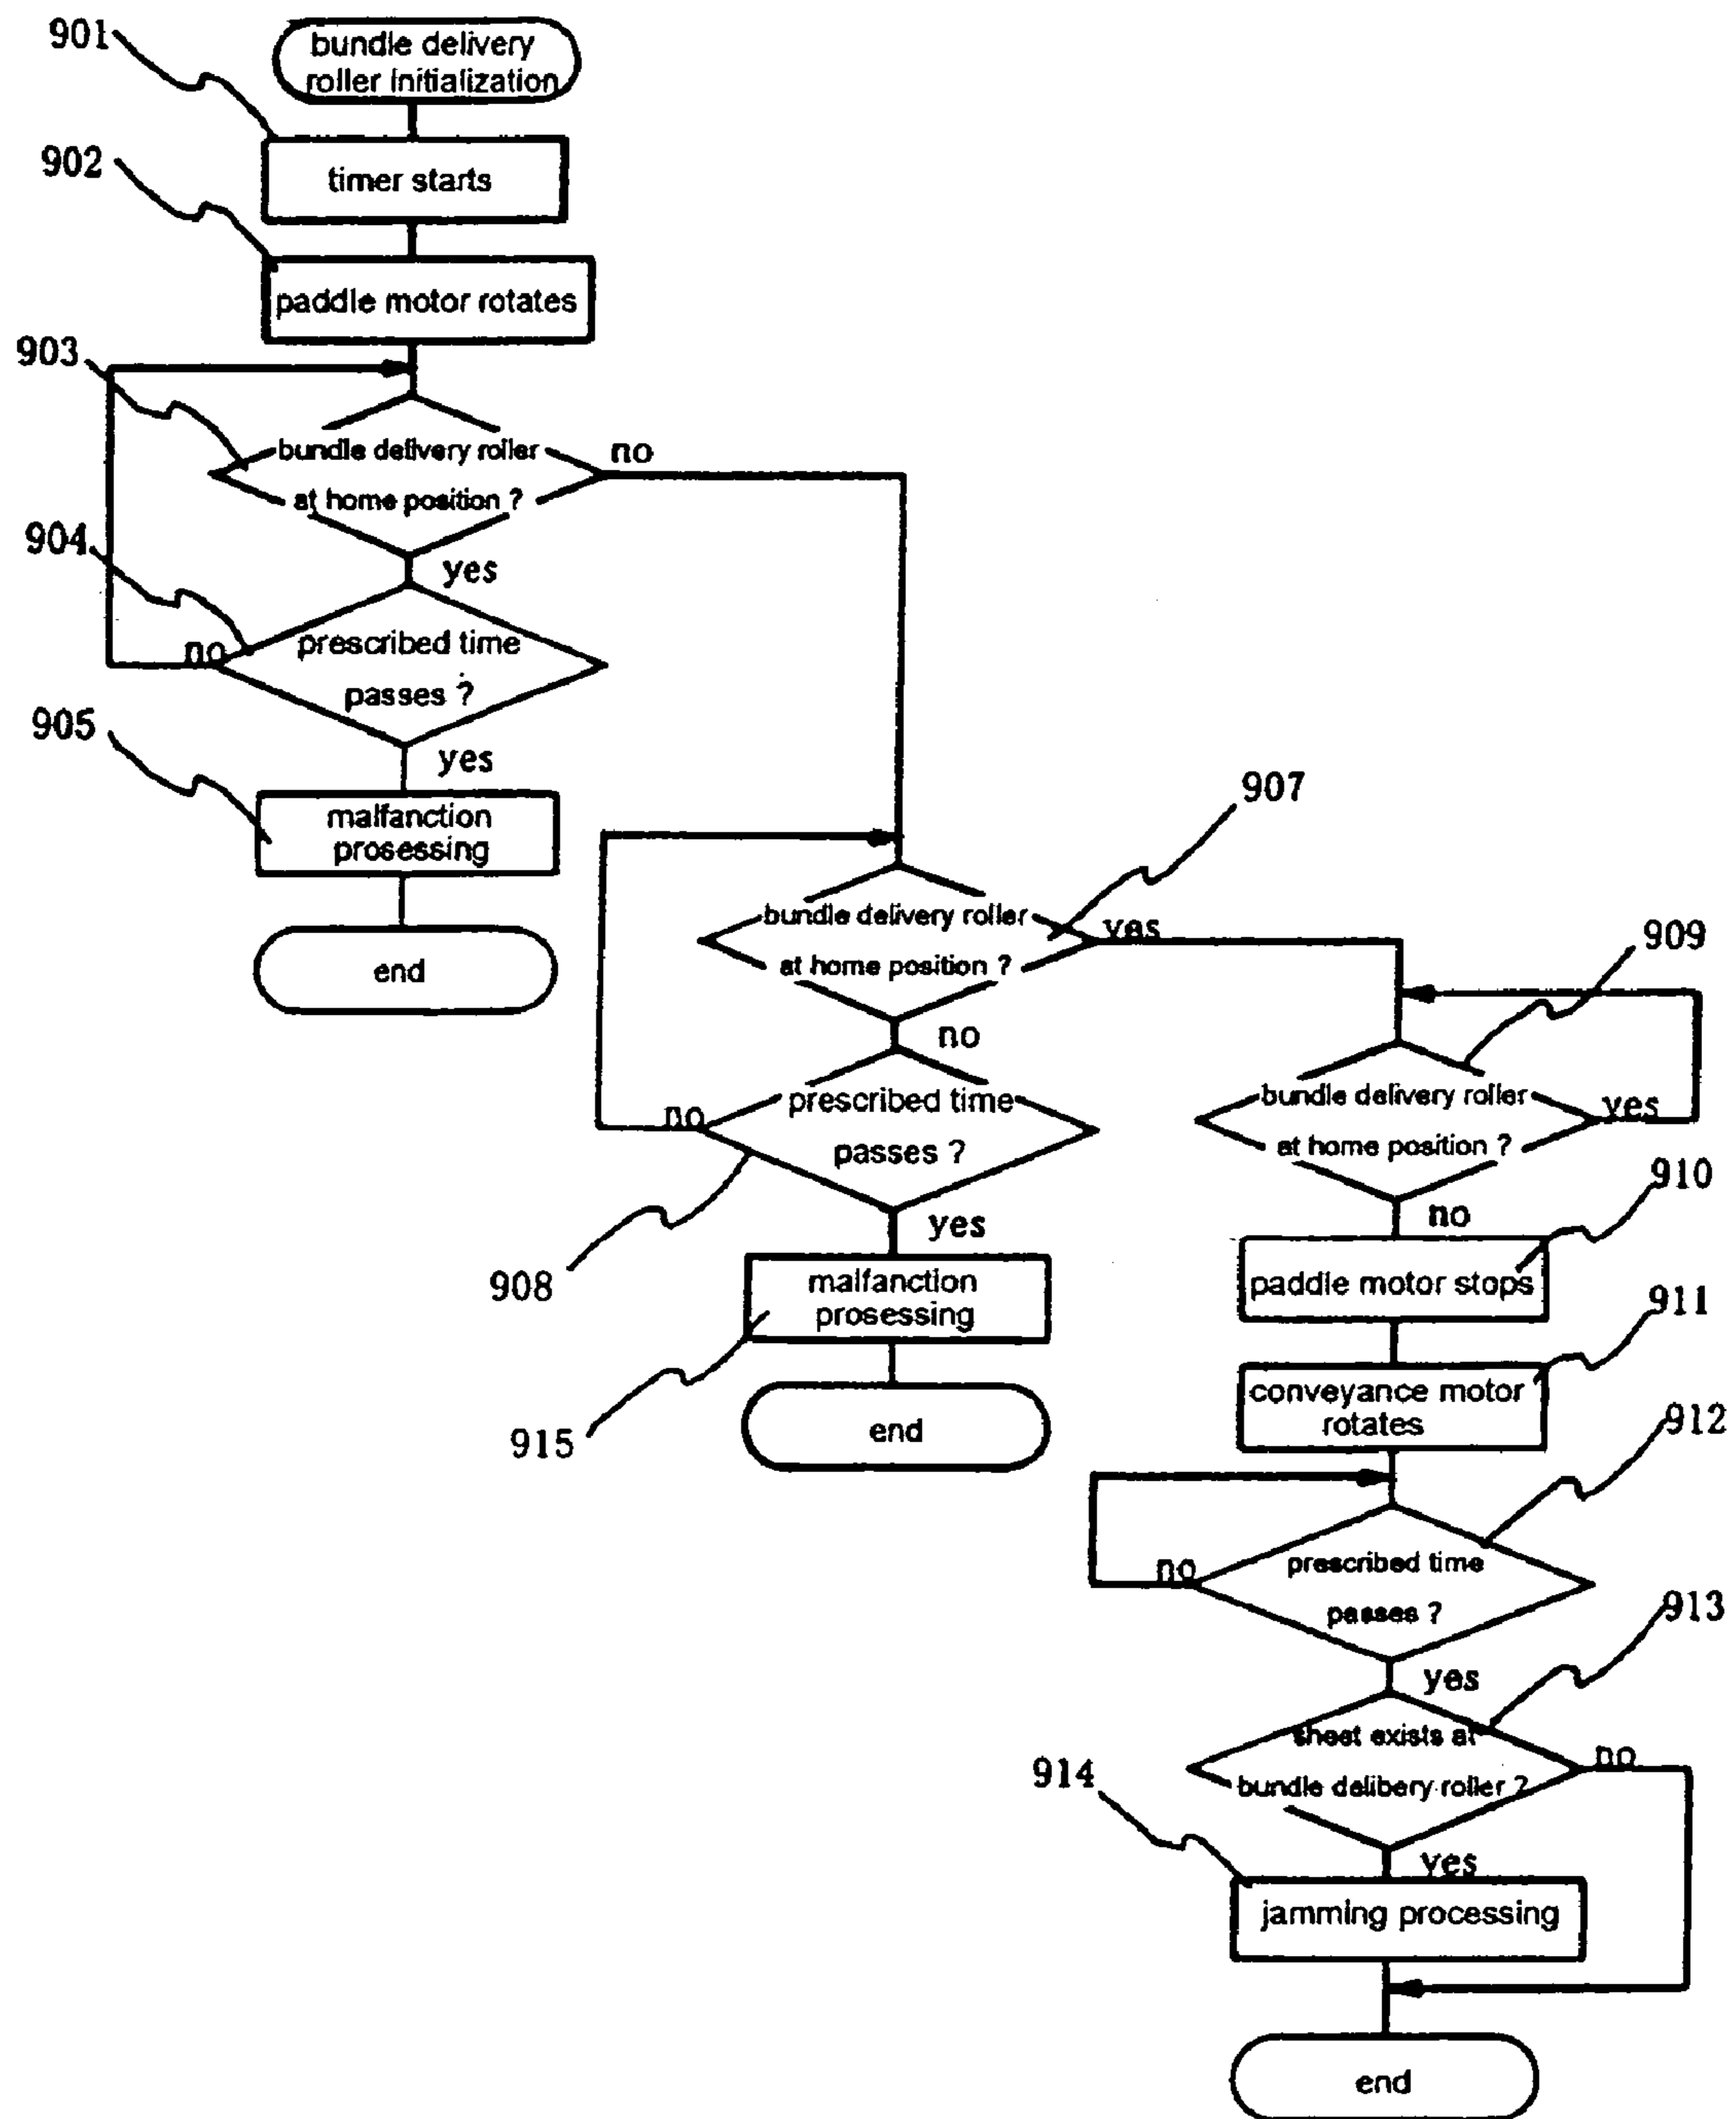 901
bundle delivery
roller initialization
902
timer starts
paddle motor rotates
903
bundle delivery roller
at home position ?
no
904
yes
prescribed time
passes ?
no
905
yes
malfanction
prosessing
end
907
bundle delivery roller
at home position ?
yes
no
908
prescribed time
passes ?
no
yes
915
malfanction
prosessing
end
909
bundle delivery roller
at home position ?
yes
no
910
paddle motor stops
911
conveyance motor
rotates
912
prescribed time
passes ?
no
yes
913
sheet exists at
bundle delibery roller ?
no
yes
914
jamming processing
end